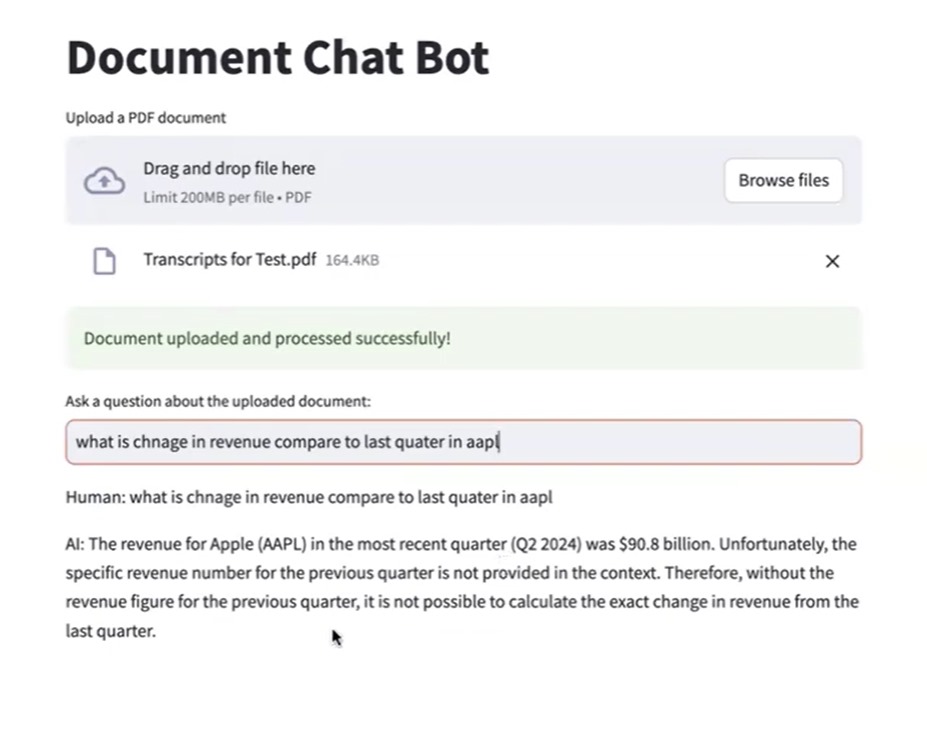 Document Chat Bot
Upload a PDF document
Drag and drop file here
Limit 200MB per file • PDF
Browse files
Transcripts for Test.pdf 164.4KB
Document uploaded and processed successfully!
Ask a question about the uploaded document:
what is chnage in revenue compare to last quater in aapl
Human: what is chnage in revenue compare to last quater in aapl
AI: The revenue for Apple (AAPL) in the most recent quarter (Q2 2024) was $90.8 billion. Unfortunately, the
specific revenue number for the previous quarter is not provided in the context. Therefore, without the
revenue figure for the previous quarter, it is not possible to calculate the exact change in revenue from the
last quarter.